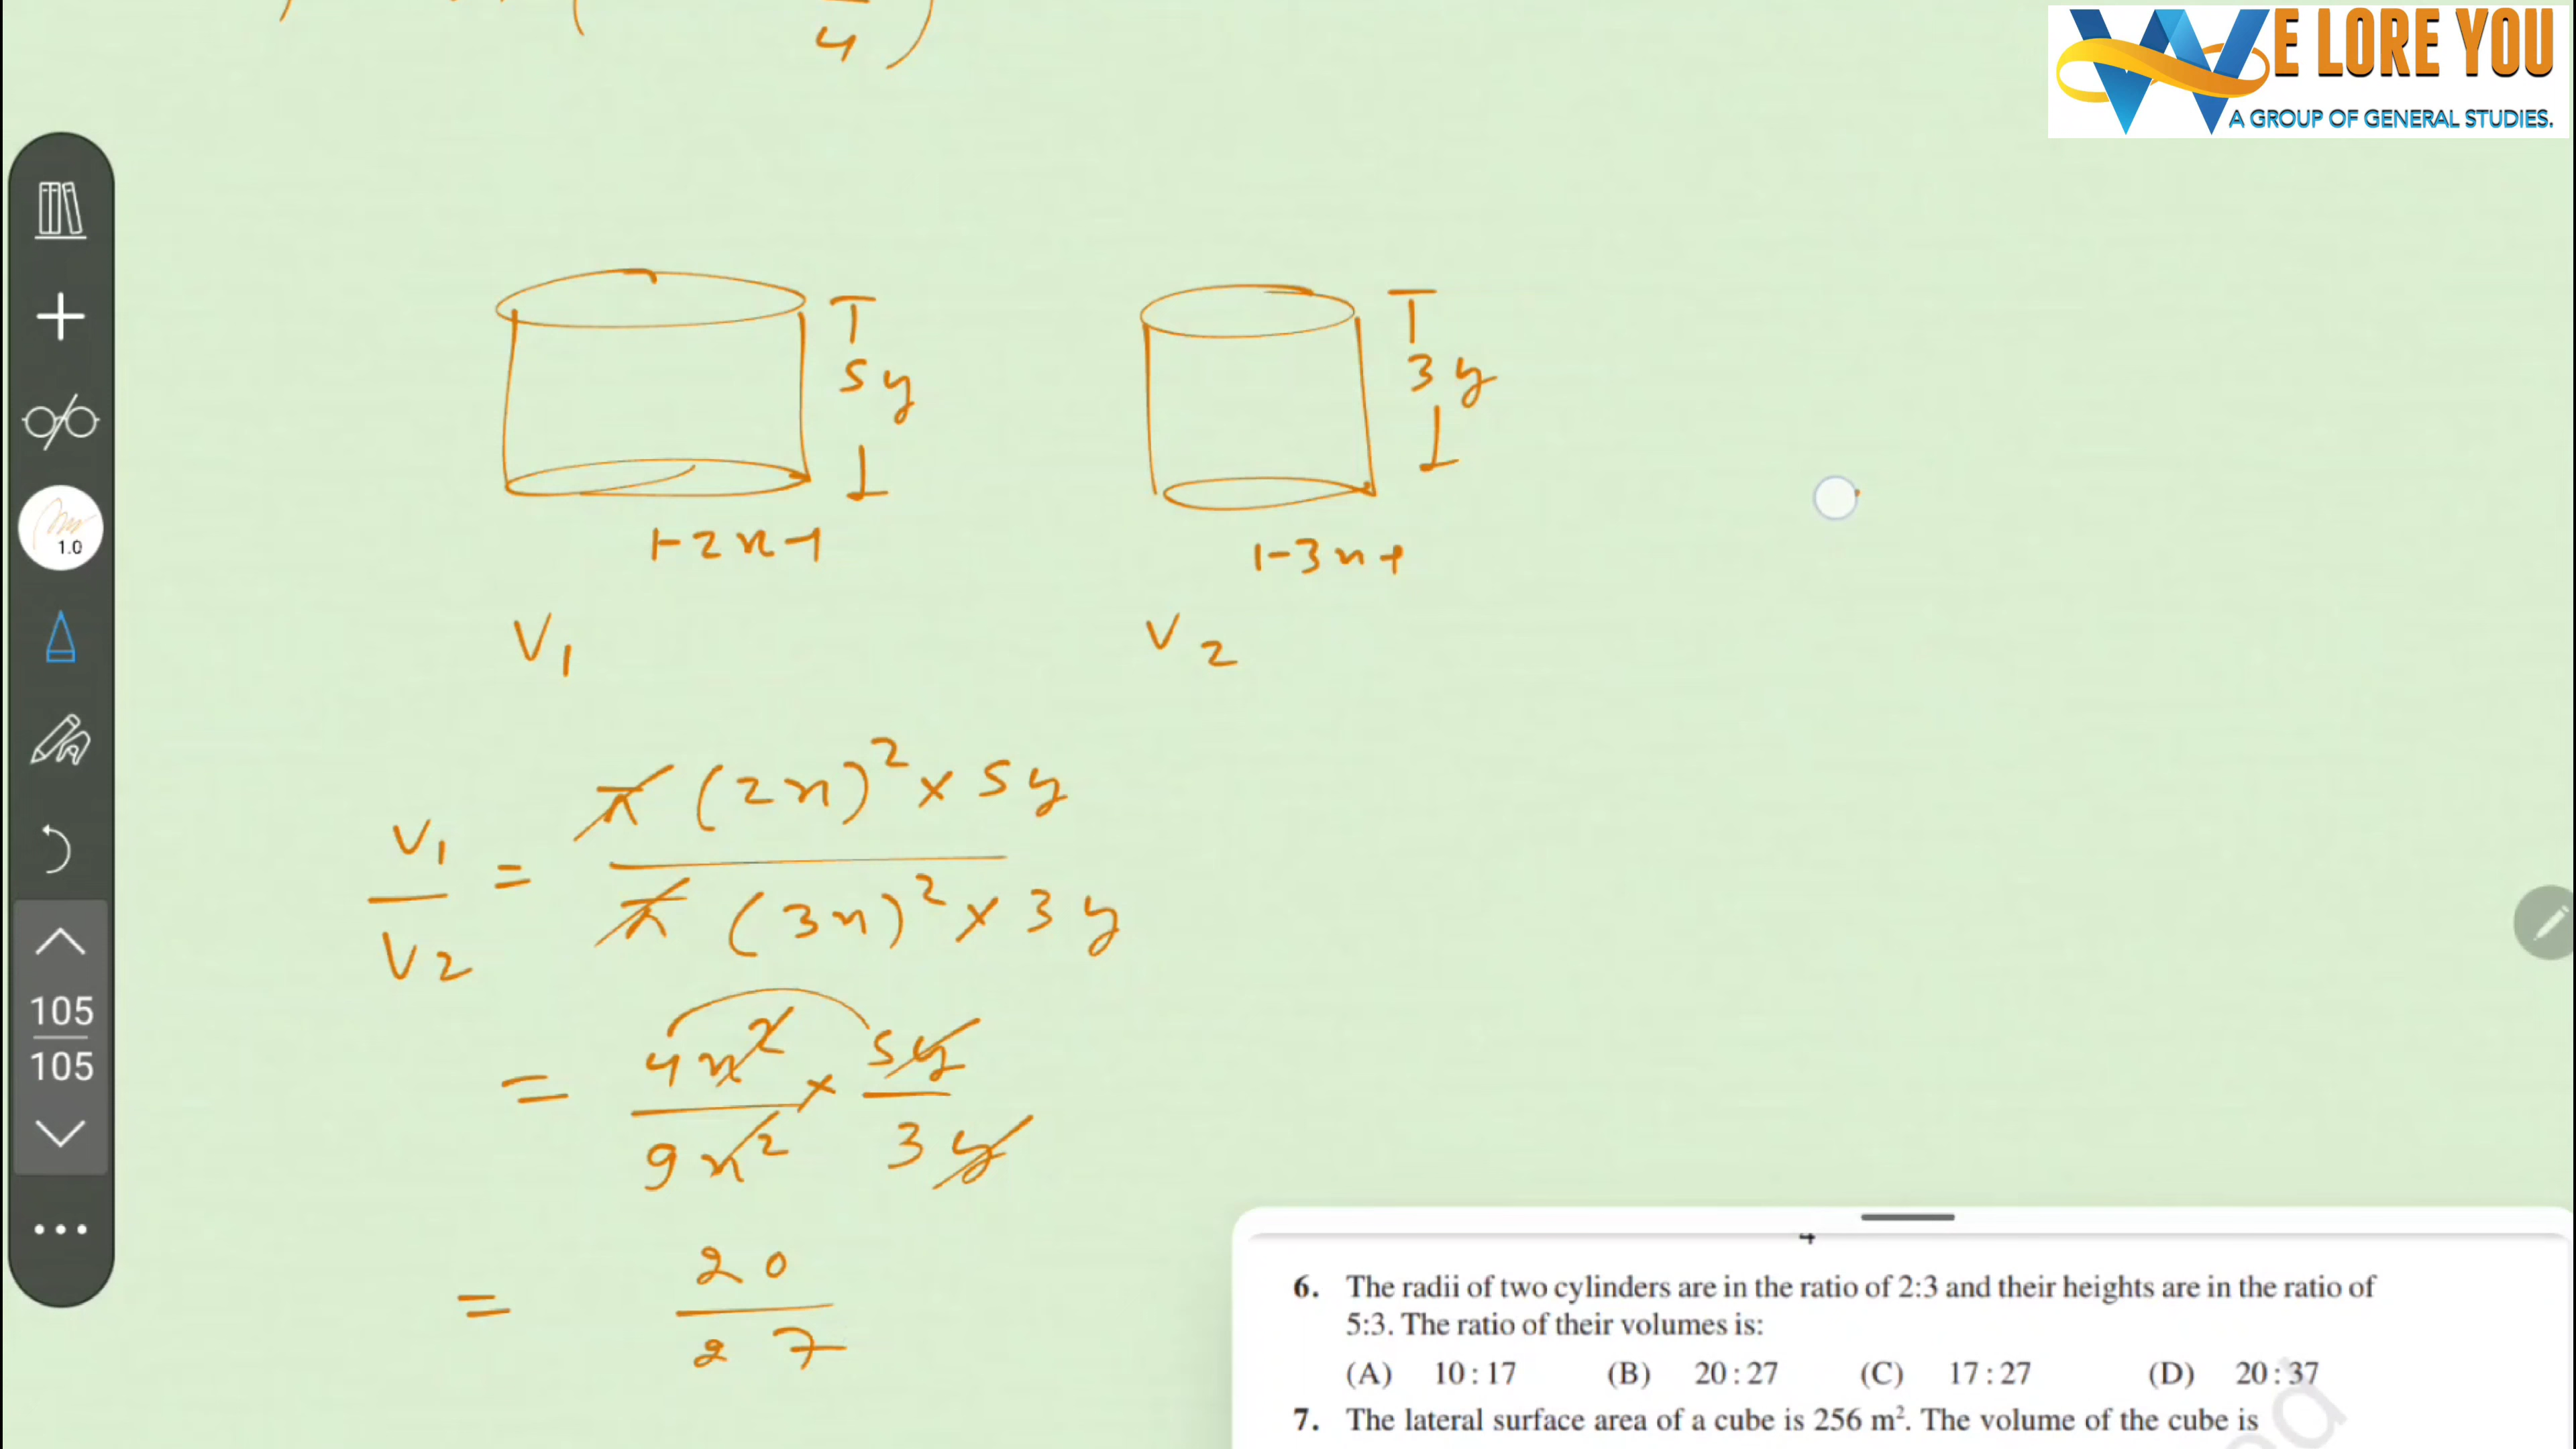 4 )
E LORE YOU
A GROUP OF GENERAL STUDIES.
5y
3y
2x
3x
1.0
V1
V2
V1/V2 = π (2x)² × 5y / π (3x)² × 3y
= 4x²/9x² × 5y/3y
= 20/27
105
105
4
6. The radii of two cylinders are in the ratio of 2:3 and their heights are in the ratio of
5:3. The ratio of their volumes is:
(A) 10 : 17 (B) 20 : 27 (C) 17 : 27 (D) 20 : 37
7. The lateral surface area of a cube is 256 m². The volume of the cube is